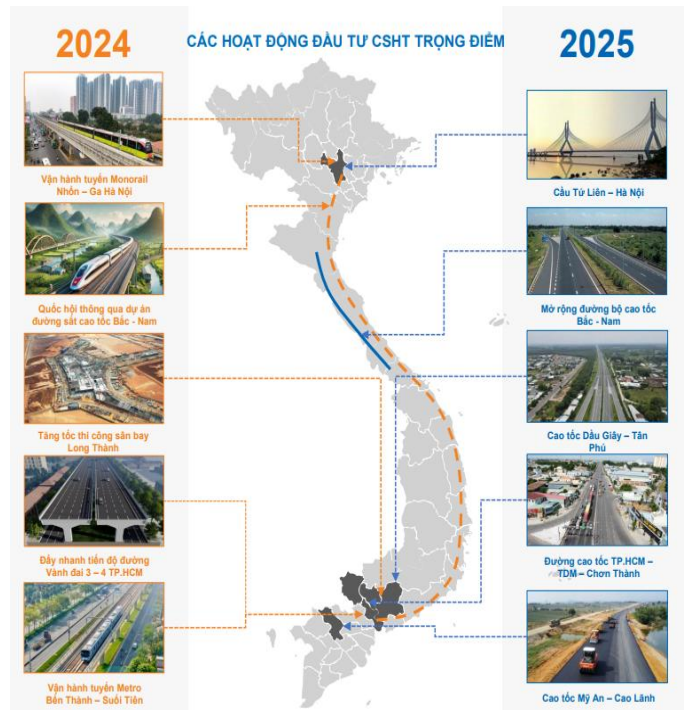 2024
CÁC HOẠT ĐỘNG ĐẦU TƯ CSHT TRỌNG ĐIỂM
2025
Vận hành tuyến Monorail
Nhổn – Ga Hà Nội
Quốc hội thông qua dự án
đường sắt cao tốc Bắc - Nam
Tăng tốc thi công sân bay
Long Thành
Đẩy nhanh tiến độ đường
Vành đai 3 – 4 TP.HCM
Vận hành tuyến Metro
Bến Thành – Suối Tiên
Cầu Tứ Liên – Hà Nội
Mở rộng đường bộ cao tốc
Bắc - Nam
Cao tốc Dầu Giây – Tân
Phú
Đường cao tốc TP.HCM –
TDM – Chơn Thành
Cao tốc Mỹ An – Cao Lãnh